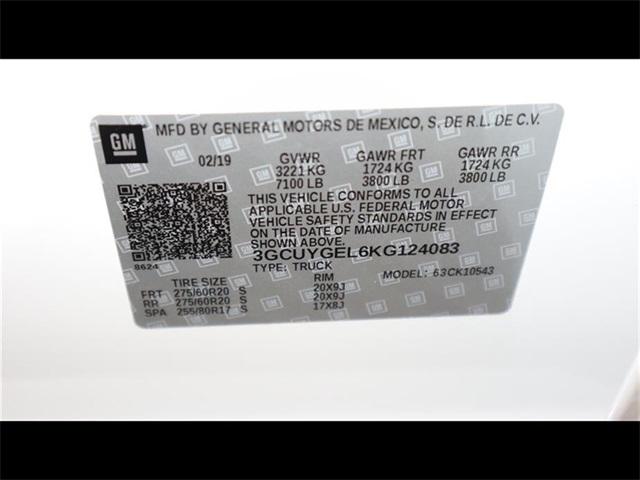 GM
MFD BY GENERAL MOTORS DE MEXICO, S. DE R.L. DE C.V.
02/19 GVWR GAWR FRT GAWR RR
3221 KG 1724 KG 1724 KG
7100 LB 3800 LB 3800 LB
THIS VEHICLE CONFORMS TO ALL
APPLICABLE U.S. FEDERAL MOTOR
VEHICLE SAFETY STANDARDS IN EFFECT
ON THE DATE OF MANUFACTURE
SHOWN ABOVE.
8624 3GCUYGEL6KG124083
TYPE: TRUCK MODEL: 63CK10543
TIRE SIZE RIM
FRT 275/60R20 S 20X9J
RR 275/60R20 S 20X9J
SPA 255/80R17 S 17X8J